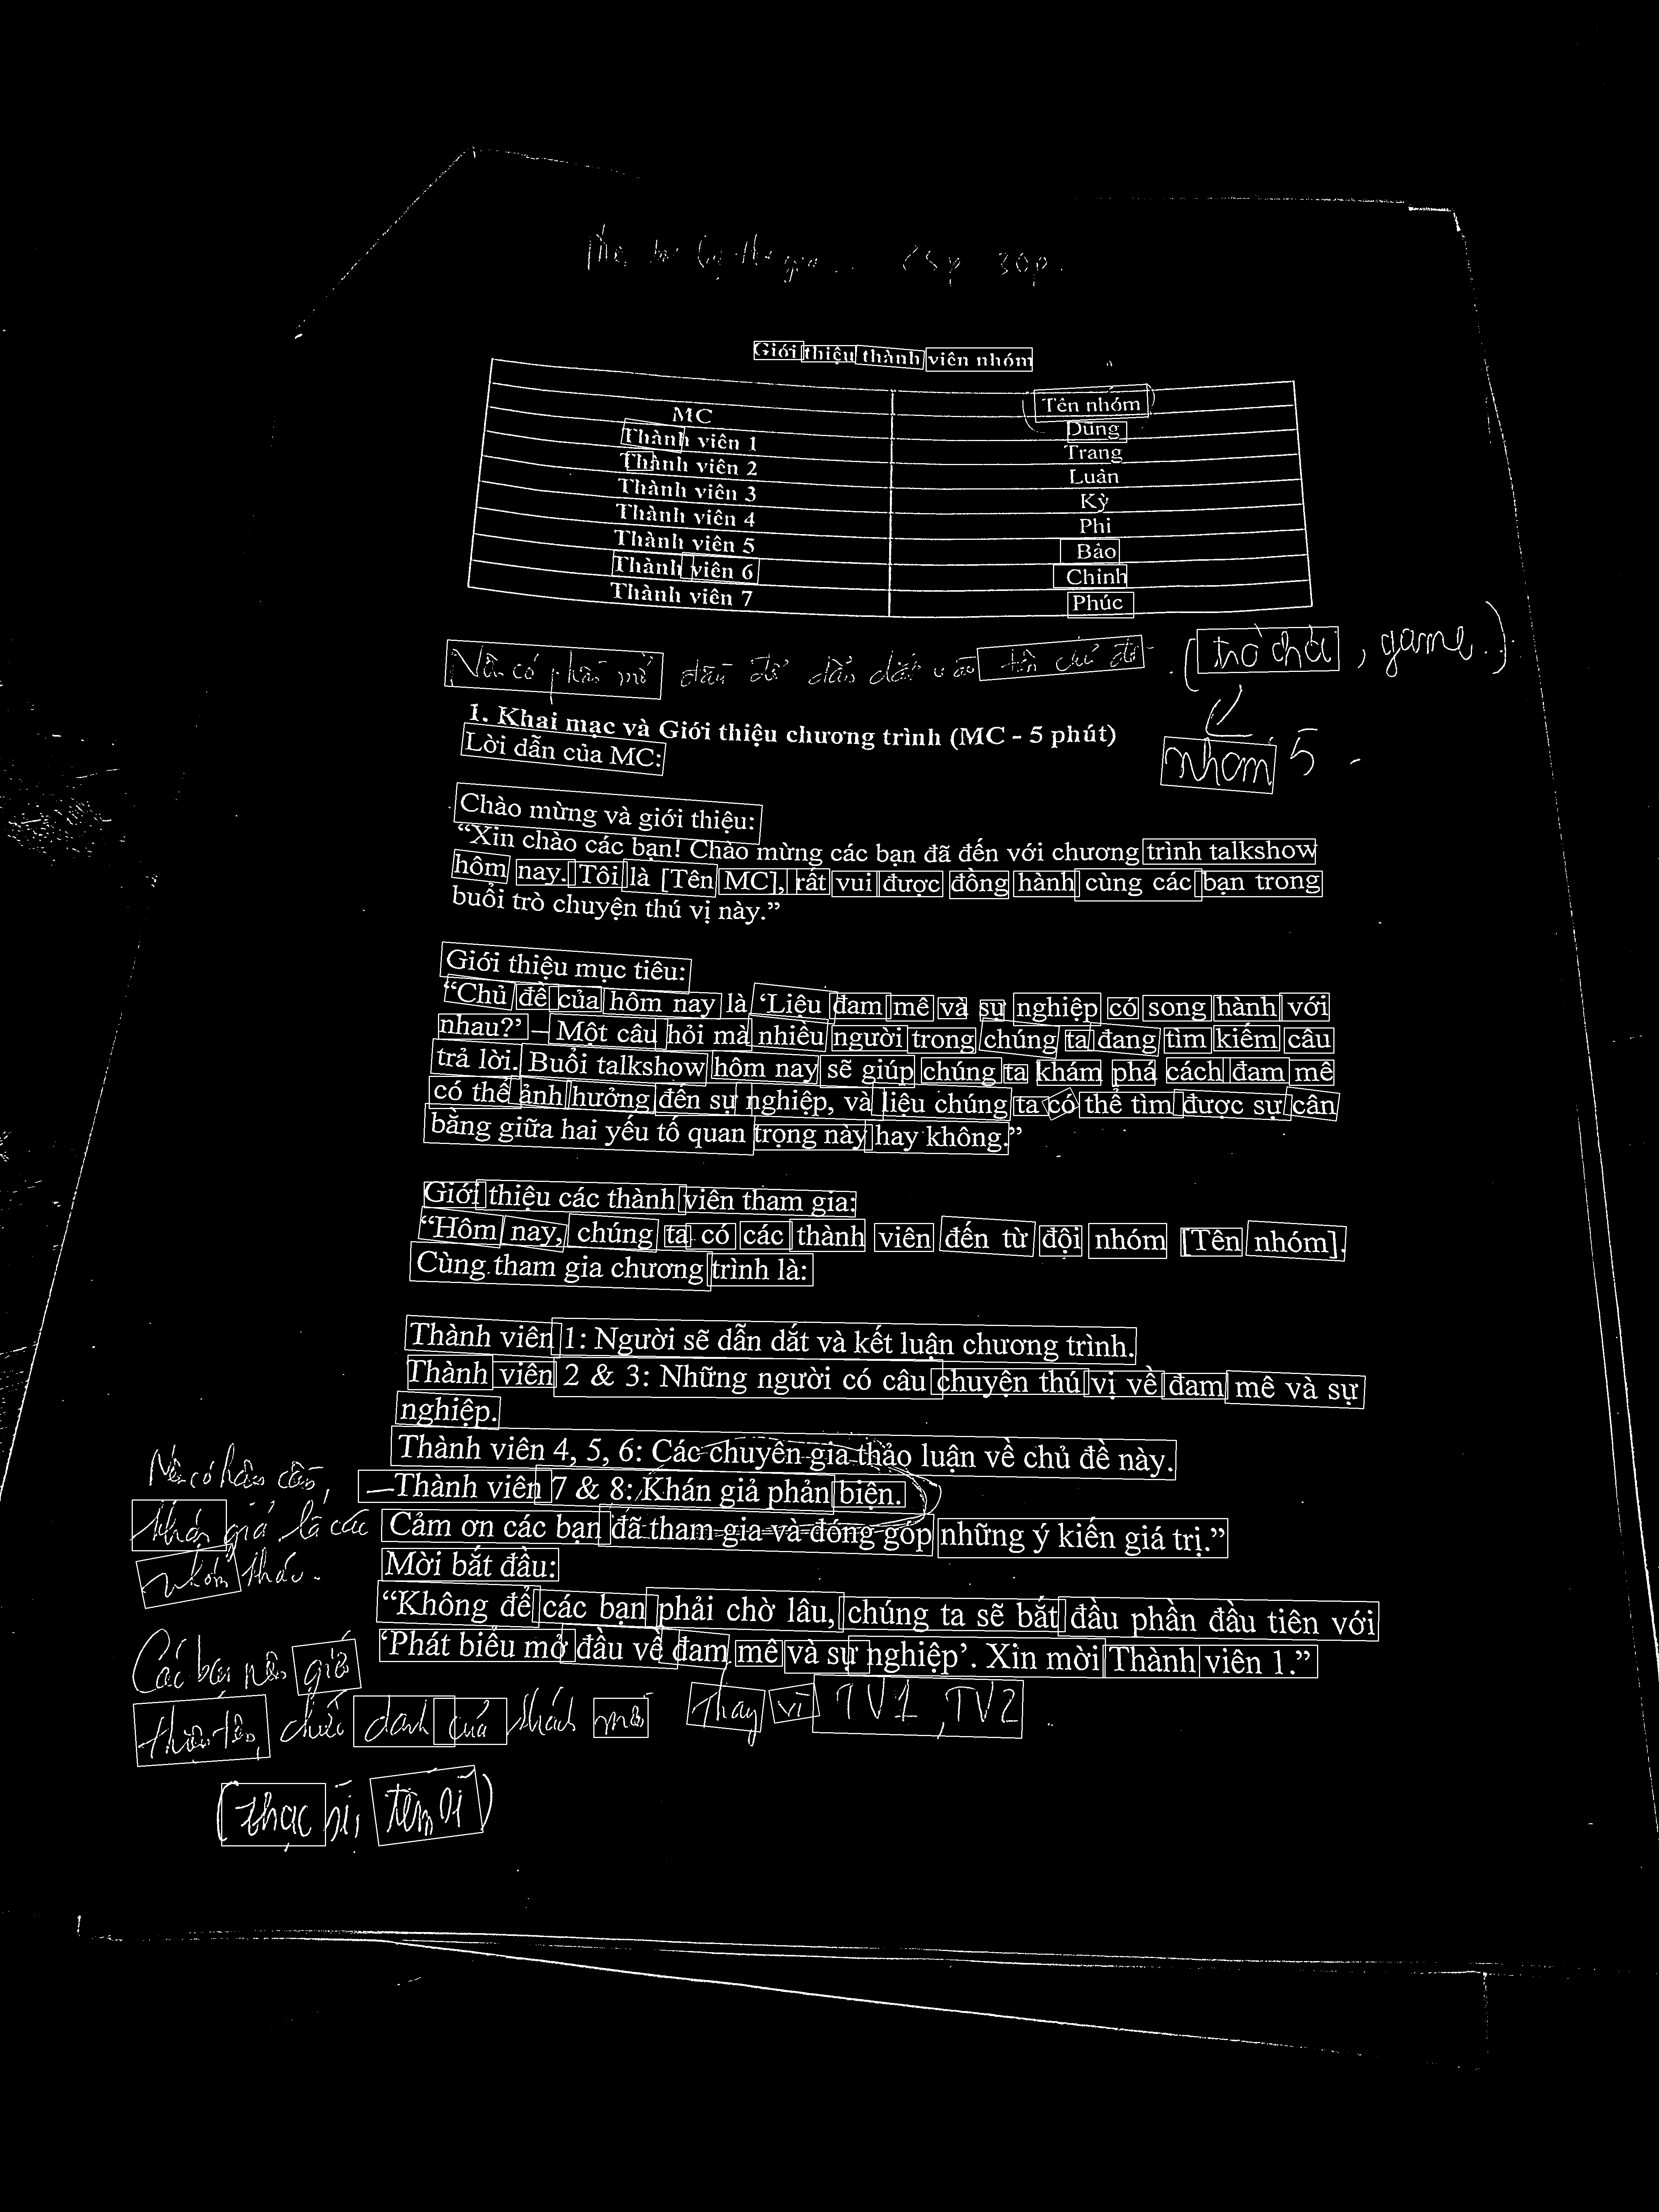 25p 30p.
Giới thiệu thành viên nhóm
Tên nhóm
MC Dũng
Thành viên 1 Trang
Thành viên 2 Luân
Thành viên 3 Kỳ
Thành viên 4 Phi
Thành viên 5 Bảo
Thành viên 6 Chinh
Thành viên 7 Phúc
Nên có phần mở đầu để dẫn dắt vào tên chủ đề. (trò chơi, game..)
nhóm 5
1. Khai mạc và Giới thiệu chương trình (MC - 5 phút)
Lời dẫn của MC:
Chào mừng và giới thiệu:
“Xin chào các bạn! Chào mừng các bạn đã đến với chương trình talkshow
hôm nay. Tôi là [Tên MC], rất vui được đồng hành cùng các bạn trong
buổi trò chuyện thú vị này.”
Giới thiệu mục tiêu:
“Chủ đề của hôm nay là ‘Liệu đam mê và sự nghiệp có song hành với
nhau?’ – Một câu hỏi mà nhiều người trong chúng ta đang tìm kiếm câu
trả lời. Buổi talkshow hôm nay sẽ giúp chúng ta khám phá cách đam mê
có thể ảnh hưởng đến sự nghiệp, và liệu chúng ta có thể tìm được sự cân
bằng giữa hai yếu tố quan trọng này hay không.”
Giới thiệu các thành viên tham gia:
“Hôm nay, chúng ta có các thành viên đến từ đội nhóm [Tên nhóm].
Cùng tham gia chương trình là:
Thành viên 1: Người sẽ dẫn dắt và kết luận chương trình.
Thành viên 2 & 3: Những người có câu chuyện thú vị về đam mê và sự
nghiệp.
Thành viên 4, 5, 6: Các chuyên gia thảo luận về chủ đề này.
Thành viên 7 & 8: Khán giả phản biện.
Cảm ơn các bạn đã tham gia và đóng góp những ý kiến giá trị.”
Mời bắt đầu:
“Không để các bạn phải chờ lâu, chúng ta sẽ bắt đầu phần đầu tiên với
‘Phát biểu mở đầu về đam mê và sự nghiệp’. Xin mời Thành viên 1.”
Nên có
khán giả là các
nhóm khác.
Các bạn nên giới
thiệu tên, chức danh của khách mời thay vì TV1, TV2
(thạc sĩ, tiến sĩ)